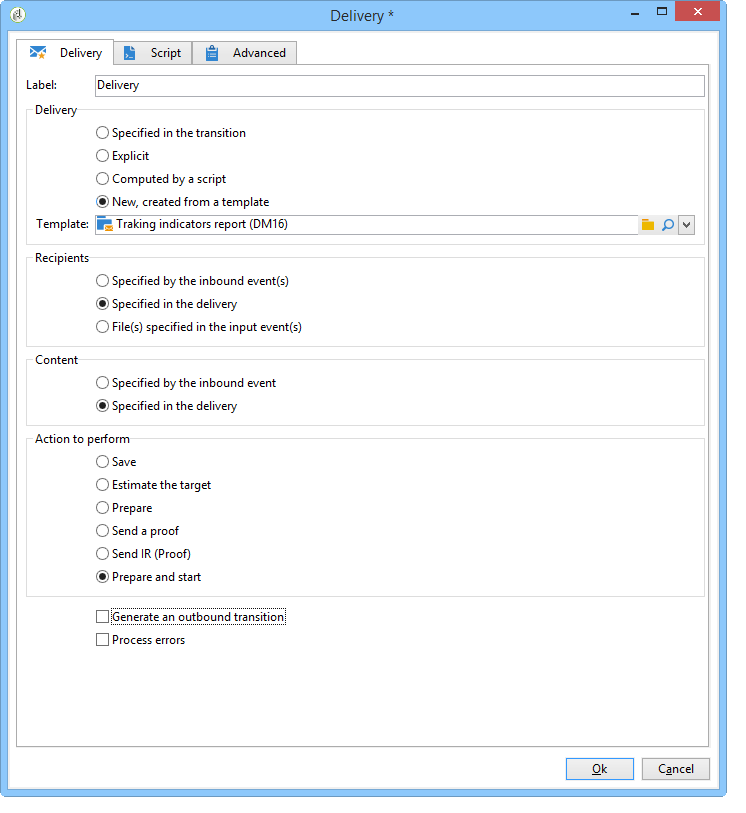 Delivery *
Delivery Script Advanced
Label: Delivery
Delivery
Specified in the transition
Explicit
Computed by a script
New, created from a template
Template: Traking indicators report (DM16)
Recipients
Specified by the inbound event(s)
Specified in the delivery
File(s) specified in the input event(s)
Content
Specified by the inbound event
Specified in the delivery
Action to perform
Save
Estimate the target
Prepare
Send a proof
Send IR (Proof)
Prepare and start
Generate an outbound transition
Process errors
Ok Cancel